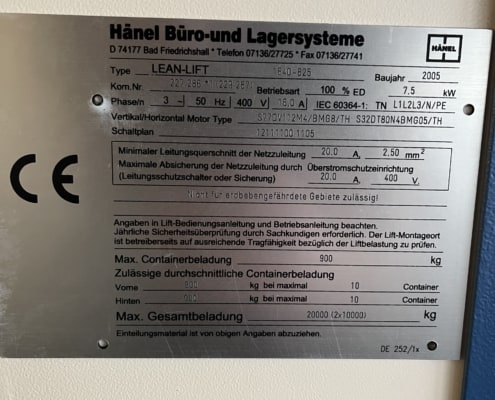 Hänel Büro-und Lagersysteme
D 74177 Bad Friedrichshall * Telefon 07136/27725 * Fax 07136/27741
HÄNEL
Type LEAN-LIFT 1640-825 Baujahr 2005
Kom.Nr. Betriebsart 100 % ED 7.5 kW
Phase/n 3 ~ 50 Hz 400 V A IEC 60364-1: TN L1L2L3/N/PE
Vertikal/Horizontal Motor Type S32DT80N4BMG05/TH
Schaltplan
Minimaler Leitungsquerschnitt der Netzzuleitung 20.0 A, 2.50 mm²
Maximale Absicherung der Netzzuleitung durch Überstromschutzeinrichtung
(Leitungsschutzschalter oder Sicherung) 20.0 A, 400 V.
Nicht für erdbebengefährdete Gebiete zulässig!
CE
Angaben in Lift-Bedienungsanleitung und Betriebsanleitung beachten.
Jährliche Sicherheitsüberprüfung durch Sachkundigen erforderlich. Der Lift-Montageort
ist betreiberseits auf ausreichende Tragfähigkeit bezüglich der Liftbelastung zu prüfen.
Max. Containerbeladung 900 kg
Zulässige durchschnittliche Containerbeladung
Vorne kg bei maximal 10 Container
Hinten kg bei maximal 10 Container
Max. Gesamtbeladung 20000 (2x10000) kg
Einteilungsmaterial ist von obigen Angaben abzuziehen.
DE 252/1x